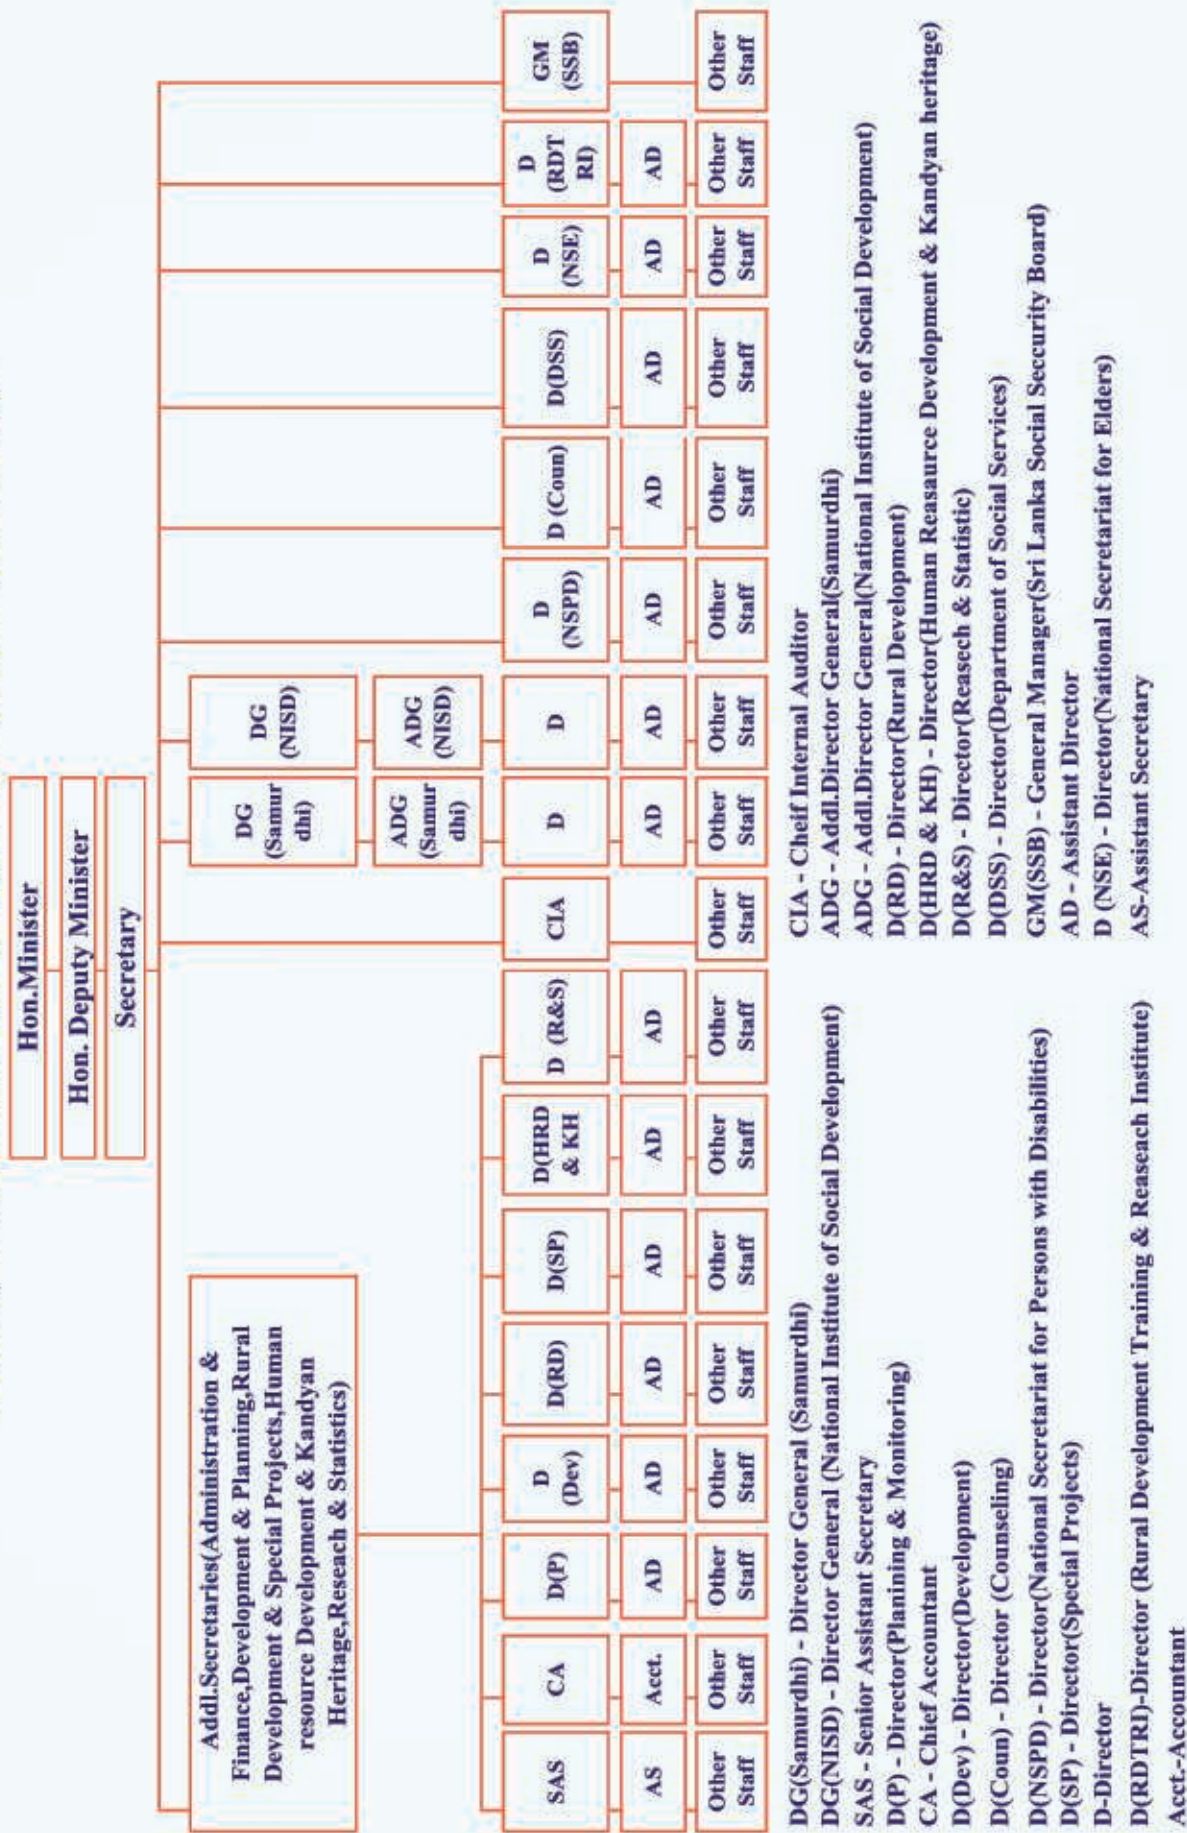 Hon.Minister
Hon. Deputy Minister
Secretary
Addl.Secretaries(Administration &
Finance,Development & Planning,Rural
Development & Special Projects,Human
resource Development & Kandyan
Heritage,Reseach & Statistics)
DG
(Samur
dhi)
DG
(NISD)
ADG
(Samur
dhi)
ADG
(NISD)
SAS
CA
D(P)
D
(Dev)
D(RD)
D(SP)
D(HRD
& KH
D (R&S)
CIA
D
D
D
(NSPD)
D (Coun)
D(DSS)
D
(NSE)
D
(RDT
RI)
GM
(SSB)
AS
Acct.
AD
AD
AD
AD
AD
AD
AD
AD
AD
AD
AD
AD
AD
Other
Staff
Other
Staff
Other
Staff
Other
Staff
Other
Staff
Other
Staff
Other
Staff
Other
Staff
Other
Staff
Other
Staff
Other
Staff
Other
Staff
Other
Staff
Other
Staff
Other
Staff
Other
Staff
Other
Staff
DG(Samurdhi) - Director General (Samurdhi)
DG(NISD) - Director General (National Institute of Social Development)
SAS - Senior Assistant Secretary
D(P) - Director(Planining & Monitoring)
CA - Chief Accountant
D(Dev) - Director(Development)
D(Coun) - Director (Counseling)
D(NSPD) - Director(National Secretariat for Persons with Disabilities)
D(SP) - Director(Special Projects)
D-Director
D(RDTRI)-Director (Rural Development Training & Reaseach Institute)
Acct.-Accountant
CIA - Cheif Internal Auditor
ADG - Addl.Director General(Samurdhi)
ADG - Addl.Director General(National Institute of Social Development)
D(RD) - Director(Rural Development)
D(HRD & KH) - Director(Human Reasaurce Development & Kandyan heritage)
D(R&S) - Director(Reasech & Statistic)
D(DSS) - Director(Department of Social Services)
GM(SSB) - General Manager(Sri Lanka Social Seccurity Board)
AD - Assistant Director
D (NSE) - Director(National Secretariat for Elders)
AS-Assistant Secretary